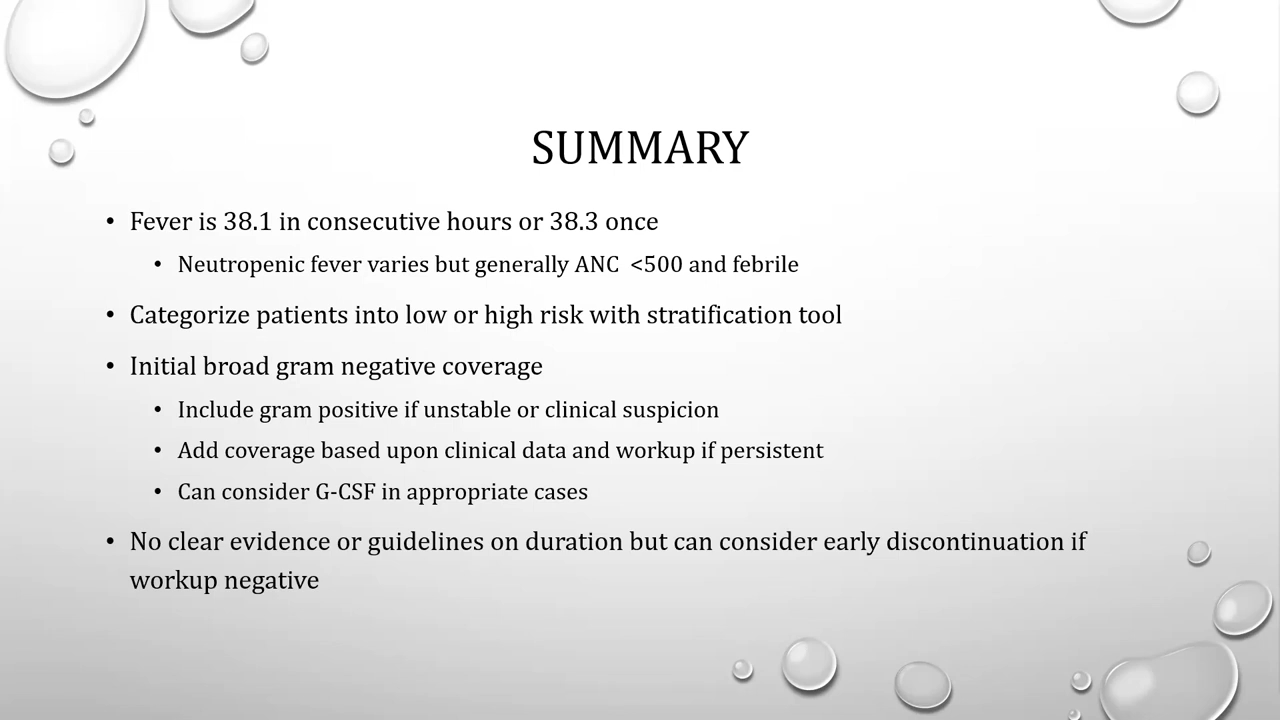 SUMMARY
• Fever is 38.1 in consecutive hours or 38.3 once
• Neutropenic fever varies but generally ANC  <500 and febrile
• Categorize patients into low or high risk with stratification tool
• Initial broad gram negative coverage
• Include gram positive if unstable or clinical suspicion
• Add coverage based upon clinical data and workup if persistent
• Can consider G-CSF in appropriate cases
• No clear evidence or guidelines on duration but can consider early discontinuation if
workup negative